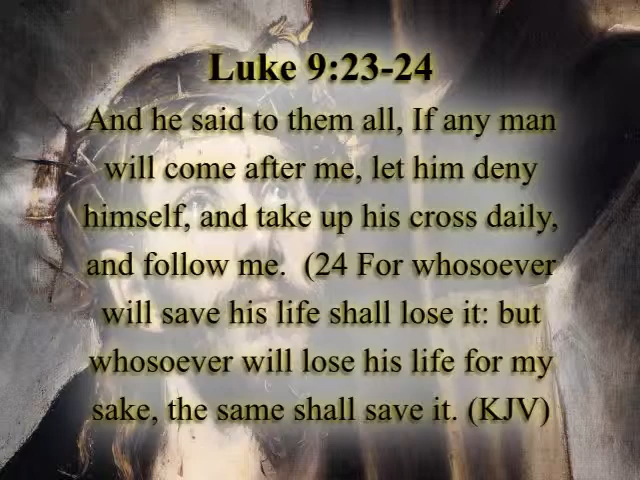 Luke 9:23-24
And he said to them all, If any man
will come after me, let him deny
himself, and take up his cross daily,
and follow me.  (24 For whosoever
will save his life shall lose it: but
whosoever will lose his life for my
sake, the same shall save it. (KJV)